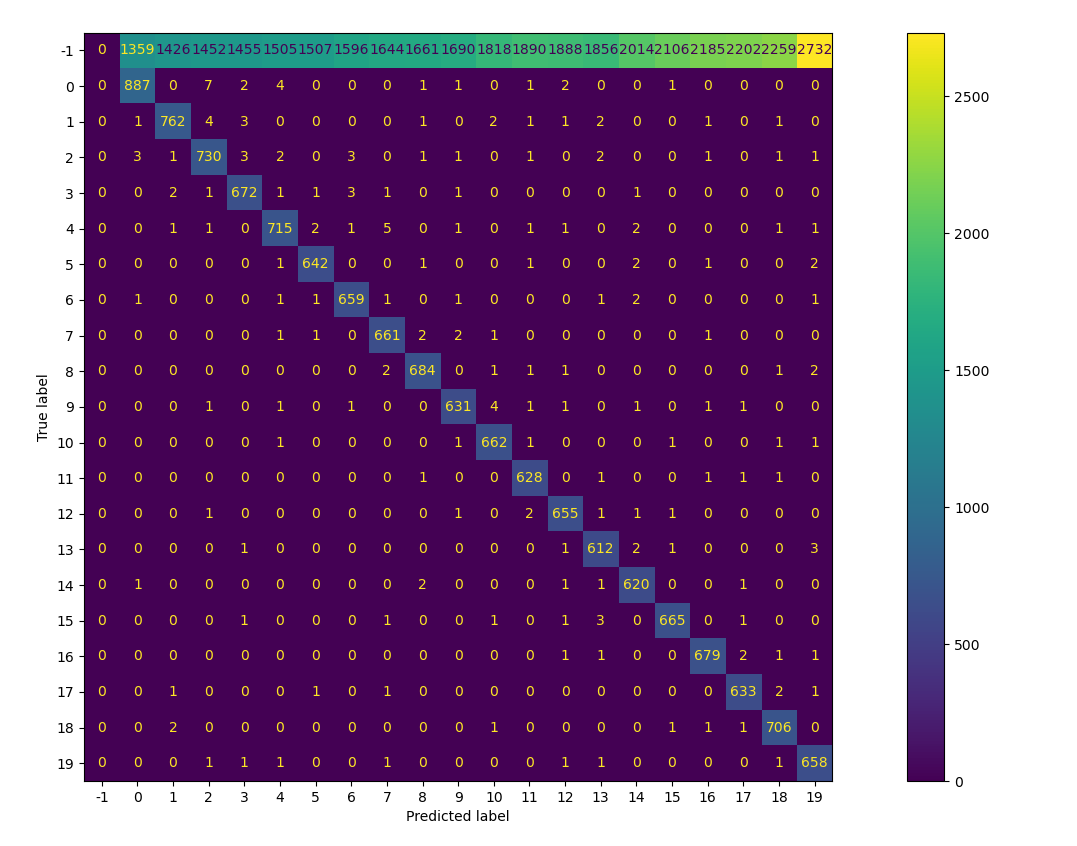 -1 0 1359 1426 1452 1455 1505 1507 1596 1644 1661 1690 1818 1890 1888 1856 2014 2106 2185 2202 2259 2732
0 0 887 0 7 2 4 0 0 0 1 1 0 1 2 0 0 1 0 0 0 0
2500
1 0 1 762 4 3 0 0 0 0 1 0 2 1 1 2 0 0 1 0 1 0
2 0 3 1 730 3 2 0 3 0 1 1 0 1 0 2 0 0 1 0 1 1
3 0 0 2 1 672 1 1 3 1 0 1 0 0 0 0 1 0 0 0 0 0
4 0 0 1 1 0 715 2 1 5 0 1 0 1 1 0 2 0 0 0 1 1
2000
5 0 0 0 0 0 1 642 0 0 1 0 0 1 0 0 2 0 1 0 0 2
6 0 1 0 0 0 1 1 659 1 0 1 0 0 0 1 2 0 0 0 0 1
7 0 0 0 0 0 1 1 0 661 2 2 1 0 0 0 0 0 1 0 0 0
8 0 0 0 0 0 0 0 0 2 684 0 1 1 1 0 0 0 0 0 1 2
1500
True label
9 0 0 0 1 0 1 0 1 0 0 631 4 1 1 0 1 0 1 1 0 0
10 0 0 0 0 0 1 0 0 0 0 1 662 1 0 0 0 1 0 0 1 1
11 0 0 0 0 0 0 0 0 0 1 0 0 628 0 1 0 0 1 1 1 0
1000
12 0 0 0 1 0 0 0 0 0 0 1 0 2 655 1 1 1 0 0 0 0
13 0 0 0 0 1 0 0 0 0 0 0 0 0 1 612 2 1 0 0 0 3
14 0 1 0 0 0 0 0 0 0 2 0 0 0 1 1 620 0 0 1 0 0
15 0 0 0 0 1 0 0 0 1 0 0 1 0 1 3 0 665 0 1 0 0
500
16 0 0 0 0 0 0 0 0 0 0 0 0 0 1 1 0 0 679 2 1 1
17 0 0 1 0 0 0 1 0 1 0 0 0 0 0 0 0 0 0 633 2 1
18 0 0 2 0 0 0 0 0 0 0 0 1 0 0 0 0 1 1 1 706 0
19 0 0 0 1 1 1 0 0 1 0 0 0 0 1 1 0 0 0 0 1 658
0
-1 0 1 2 3 4 5 6 7 8 9 10 11 12 13 14 15 16 17 18 19
Predicted label